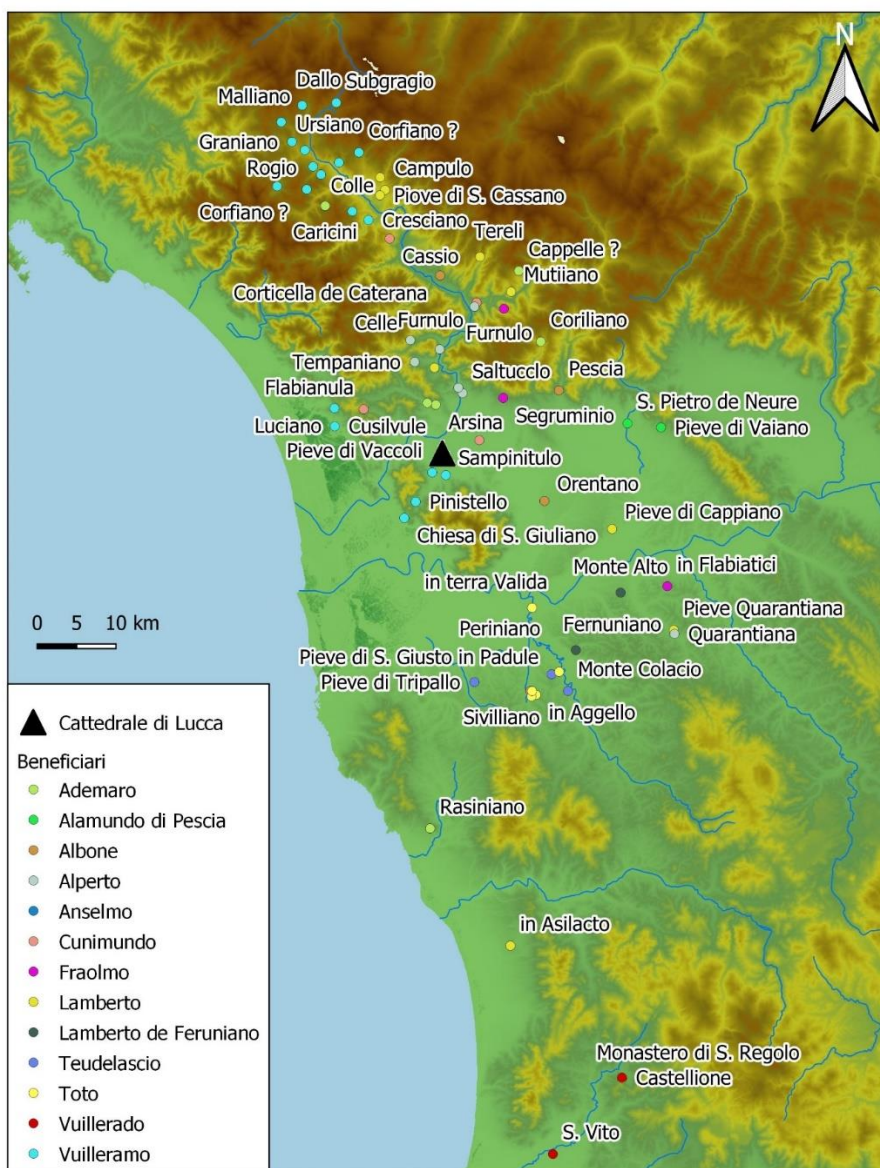 N
Dallo Subgragio
Malliano
Ursiano
Corfiano ?
Graniano
Campulo
Rogio
Colle
Piove di S. Cassano
Corfiano ?
Cresciano
Caricini
Tereli
Cassio
Cappelle ?
Mutiiano
Corticella de Caterana
Celle
Furnulo
Furnulo
Coriliano
Tempaniano
Saltucclo
Pescia
Flabianula
S. Pietro de Neure
Luciano
Cusilvule
Arsina
Segruminio
Pieve di Vaiano
Pieve di Vaccoli
Sampinitulo
Orentano
Pinistello
Pieve di Cappiano
Chiesa di S. Giuliano
in terra Valida
Monte Alto
in Flabiatici
0 5 10 km
Periniano
Fernuniano
Pieve Quarantiana
Quarantiana
Pieve di S. Giusto in Padule
Monte Colacio
Pieve di Tripallo
Sivilliano
in Aggello
Rasiniano
in Asilacto
Monastero di S. Regolo
Castellione
S. Vito
Cattedrale di Lucca
Beneficiari
Ademaro
Alamundo di Pescia
Albone
Alperto
Anselmo
Cunimundo
Fraolmo
Lamberto
Lamberto de Feruniano
Teudelascio
Toto
Vuillerado
Vuilleramo